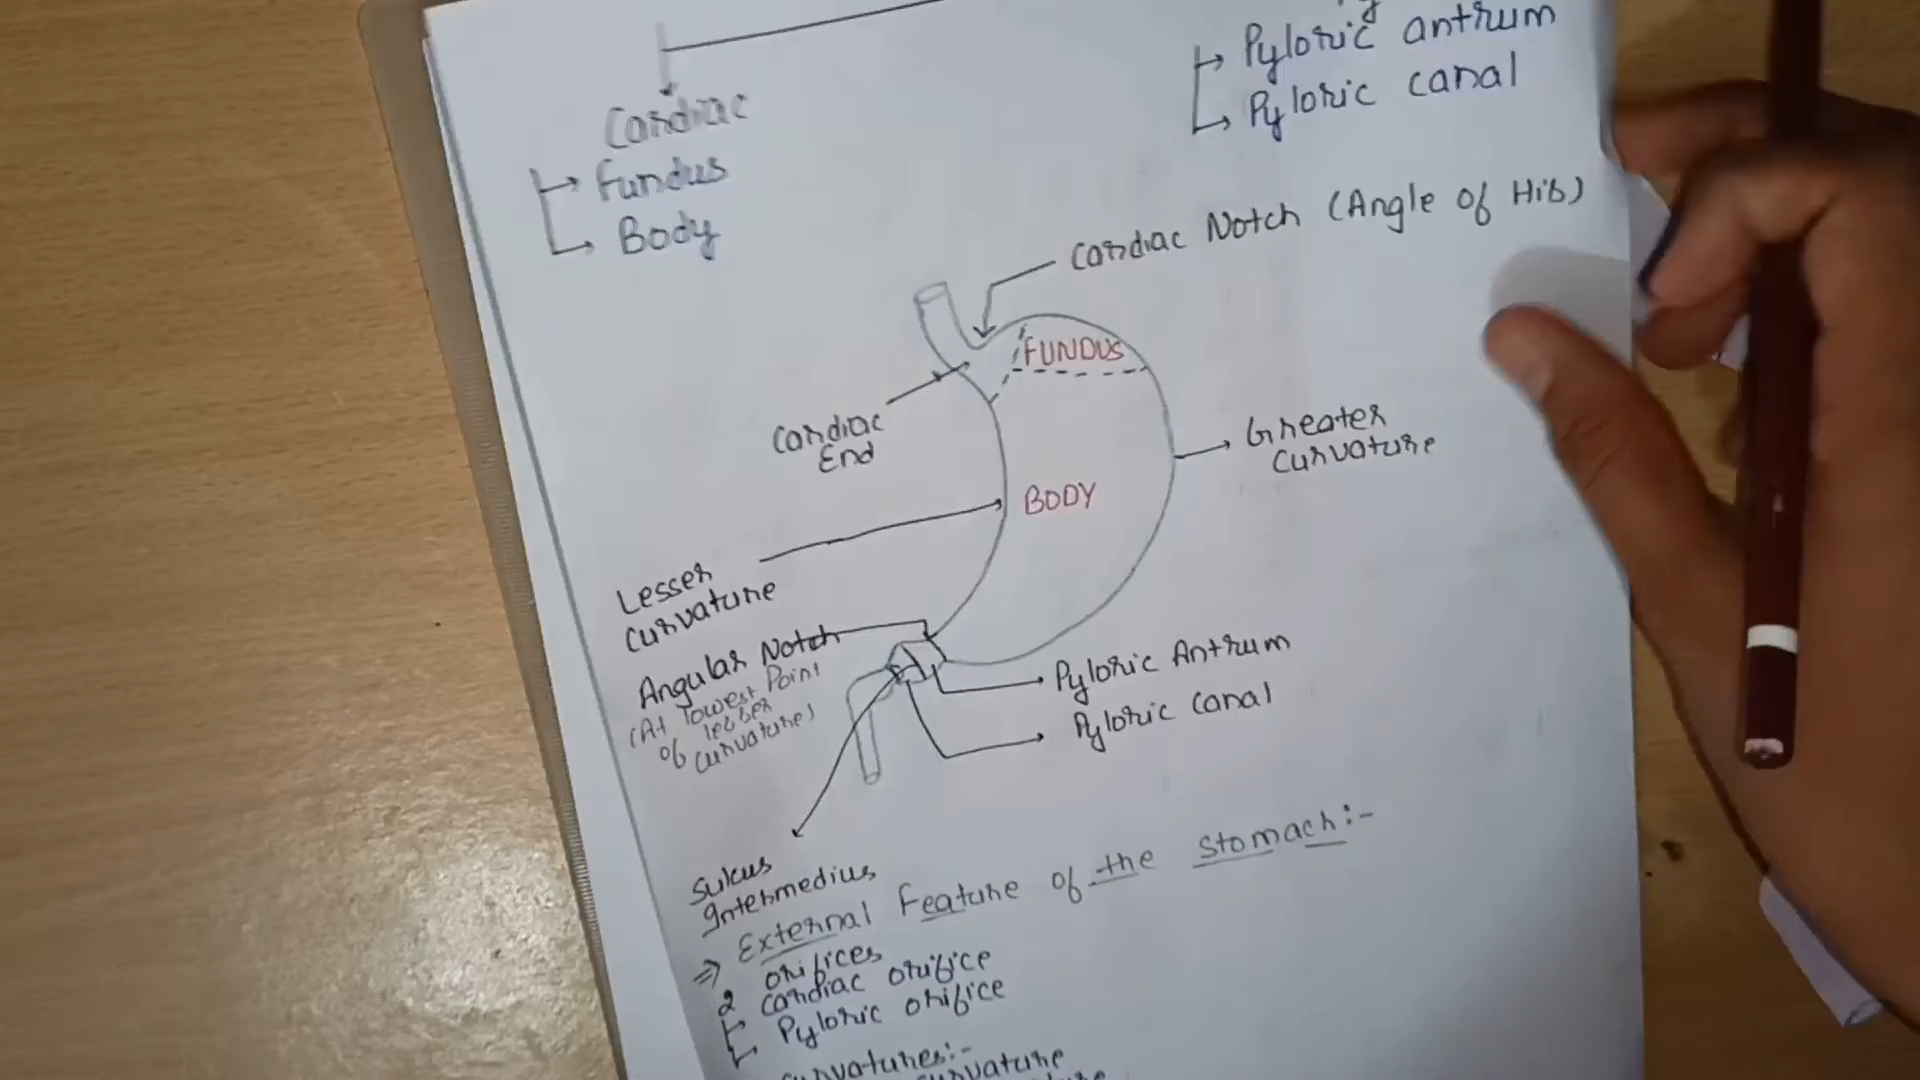 Pyloric antrum
Pyloric canal
Cardiac
Fundus
Body
Cardiac Notch (Angle of His)
FUNDUS
Cardiac
End
Greater
Curvature
BODY
Lesser
Curvature
Angular Notch
(At lowest Point
of lesser
curvature)
Pyloric Antrum
Pyloric Canal
Sulcus
Intermedius
⇒ External Feature of the Stomach:-
2 orifices
Cardiac orifice
Pyloric orifice
curvature